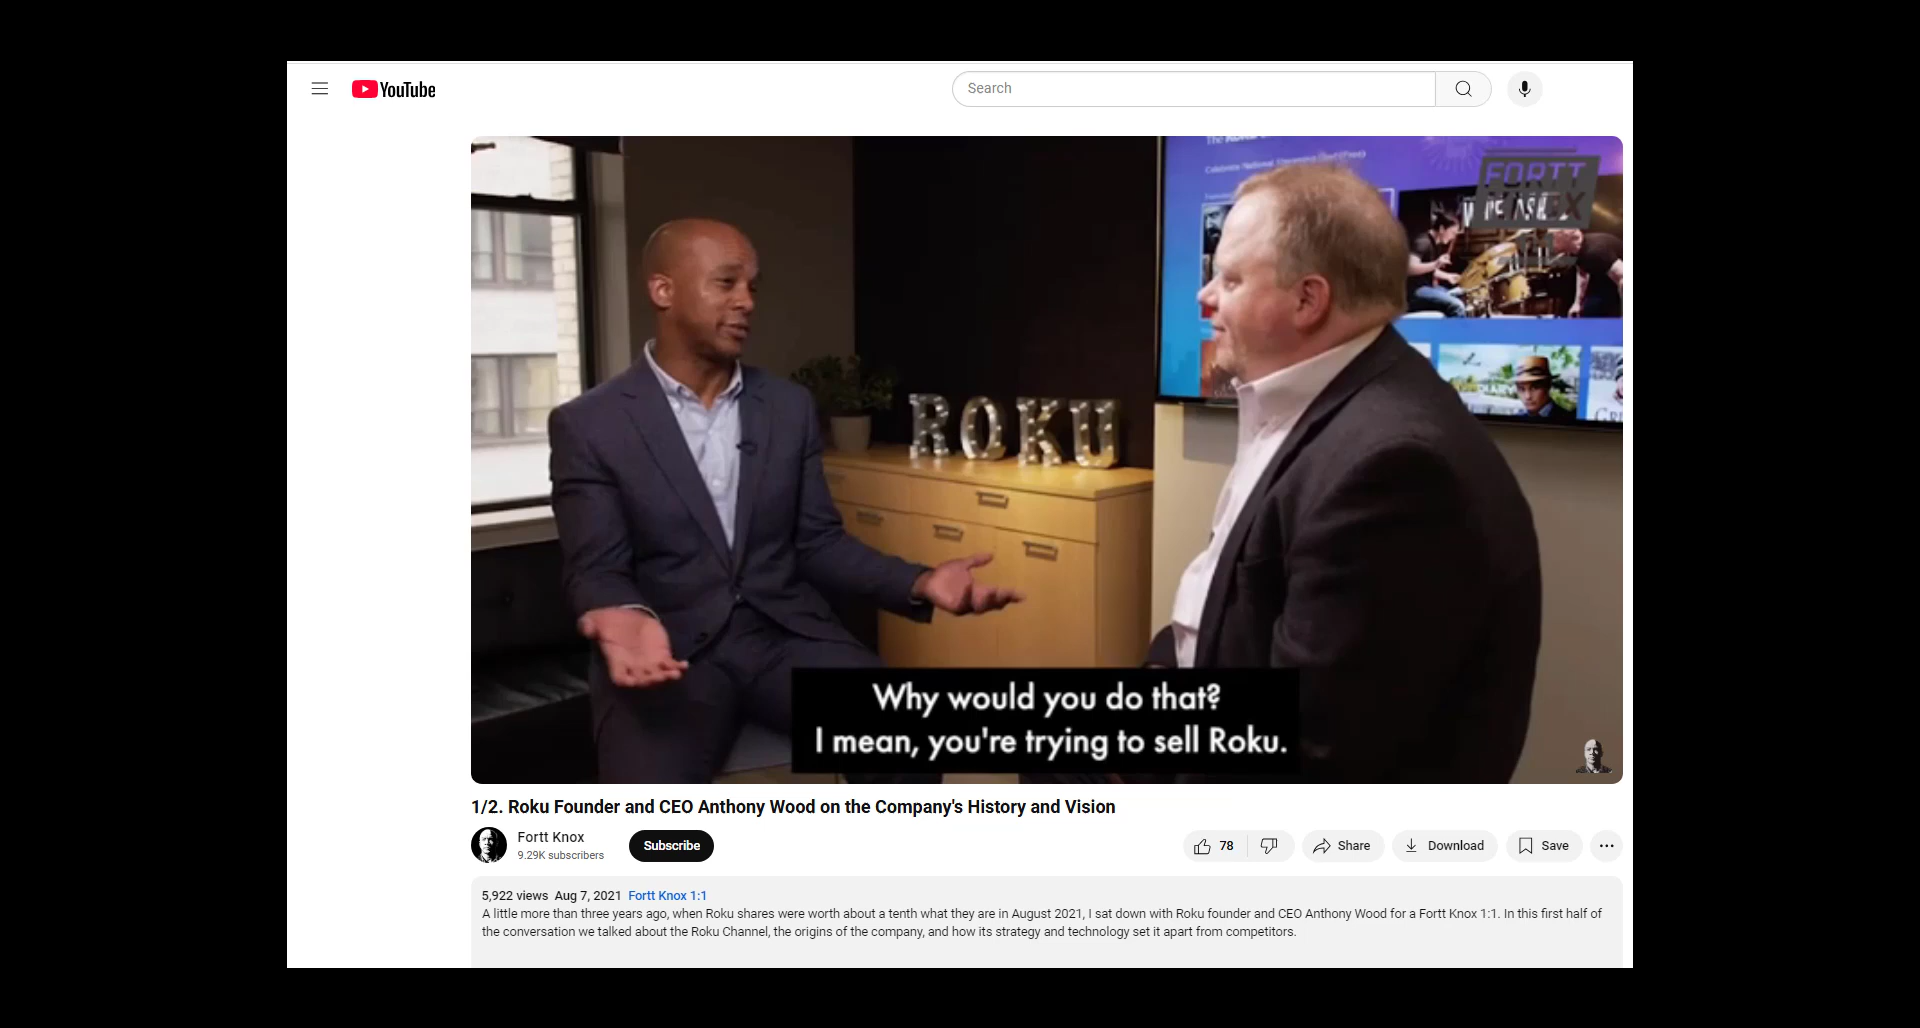 YouTube
Search
FORTT
KNOX
1:1
ROKU
Why would you do that?
I mean, you're trying to sell Roku.
1/2. Roku Founder and CEO Anthony Wood on the Company's History and Vision
Fortt Knox
9.29K subscribers
Subscribe
78
Share
Download
Save
5,922 views Aug 7, 2021 Fortt Knox 1:1
A little more than three years ago, when Roku shares were worth about a tenth what they are in August 2021, I sat down with Roku founder and CEO Anthony Wood for a Fortt Knox 1:1. In this first half of
the conversation we talked about the Roku Channel, the origins of the company, and how its strategy and technology set it apart from competitors.